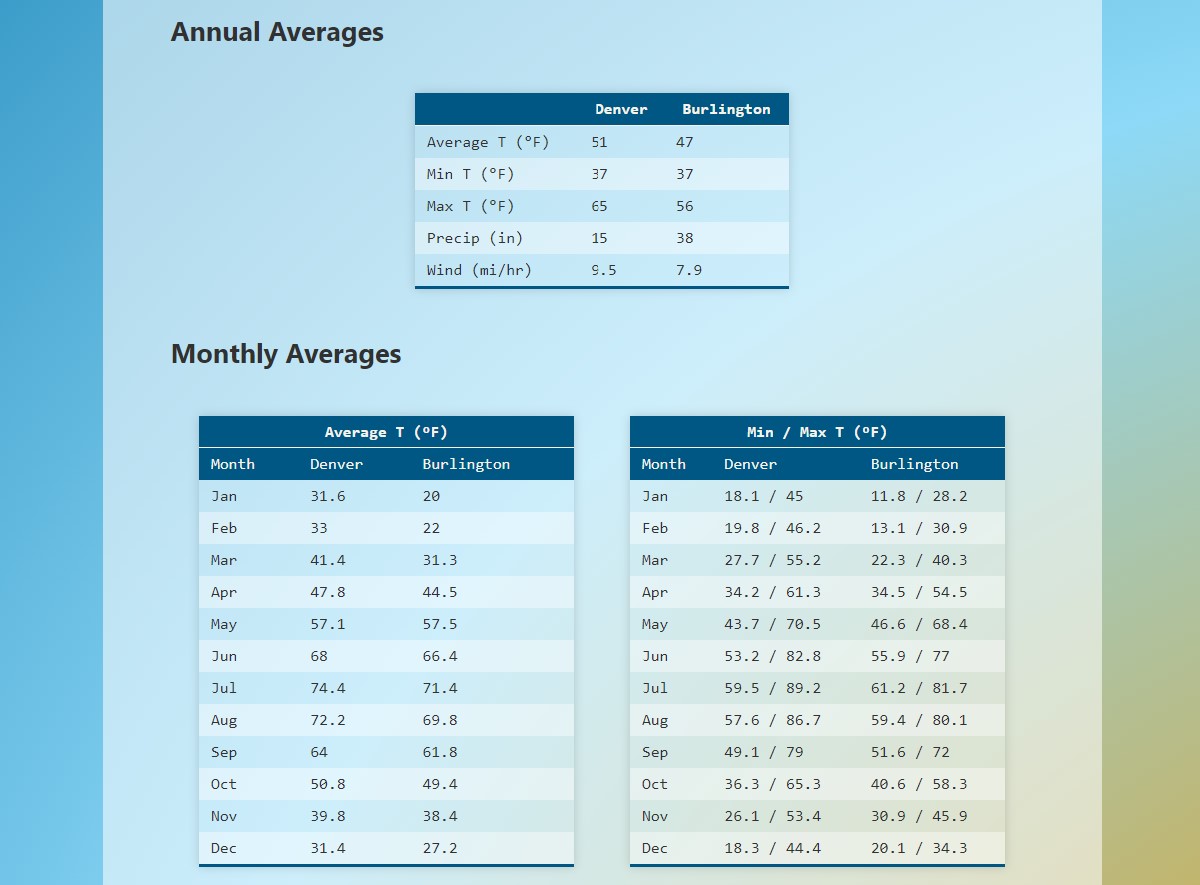 Annual Averages
Denver Burlington
Average T (°F) 51 47
Min T (°F) 37 37
Max T (°F) 65 56
Precip (in) 15 38
Wind (mi/hr) 9.5 7.9
Monthly Averages
Average T (°F)
Month Denver Burlington
Jan 31.6 20
Feb 33 22
Mar 41.4 31.3
Apr 47.8 44.5
May 57.1 57.5
Jun 68 66.4
Jul 74.4 71.4
Aug 72.2 69.8
Sep 64 61.8
Oct 50.8 49.4
Nov 39.8 38.4
Dec 31.4 27.2
Min / Max T (°F)
Month Denver Burlington
Jan 18.1 / 45 11.8 / 28.2
Feb 19.8 / 46.2 13.1 / 30.9
Mar 27.7 / 55.2 22.3 / 40.3
Apr 34.2 / 61.3 34.5 / 54.5
May 43.7 / 70.5 46.6 / 68.4
Jun 53.2 / 82.8 55.9 / 77
Jul 59.5 / 89.2 61.2 / 81.7
Aug 57.6 / 86.7 59.4 / 80.1
Sep 49.1 / 79 51.6 / 72
Oct 36.3 / 65.3 40.6 / 58.3
Nov 26.1 / 53.4 30.9 / 45.9
Dec 18.3 / 44.4 20.1 / 34.3